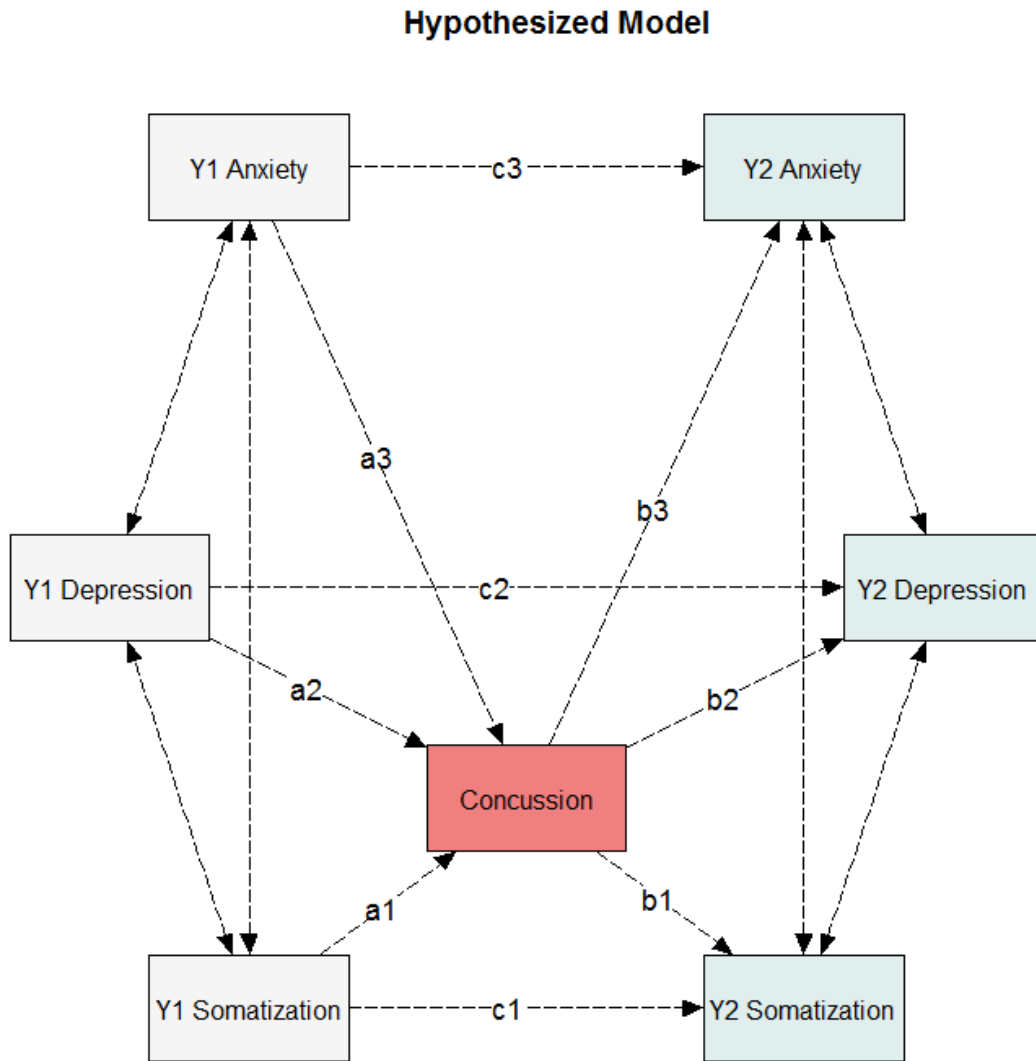 Hypothesized Model
Y1 Anxiety
c3
Y2 Anxiety
a3
b3
Y1 Depression
c2
Y2 Depression
a2
b2
Concussion
a1
b1
Y1 Somatization
c1
Y2 Somatization